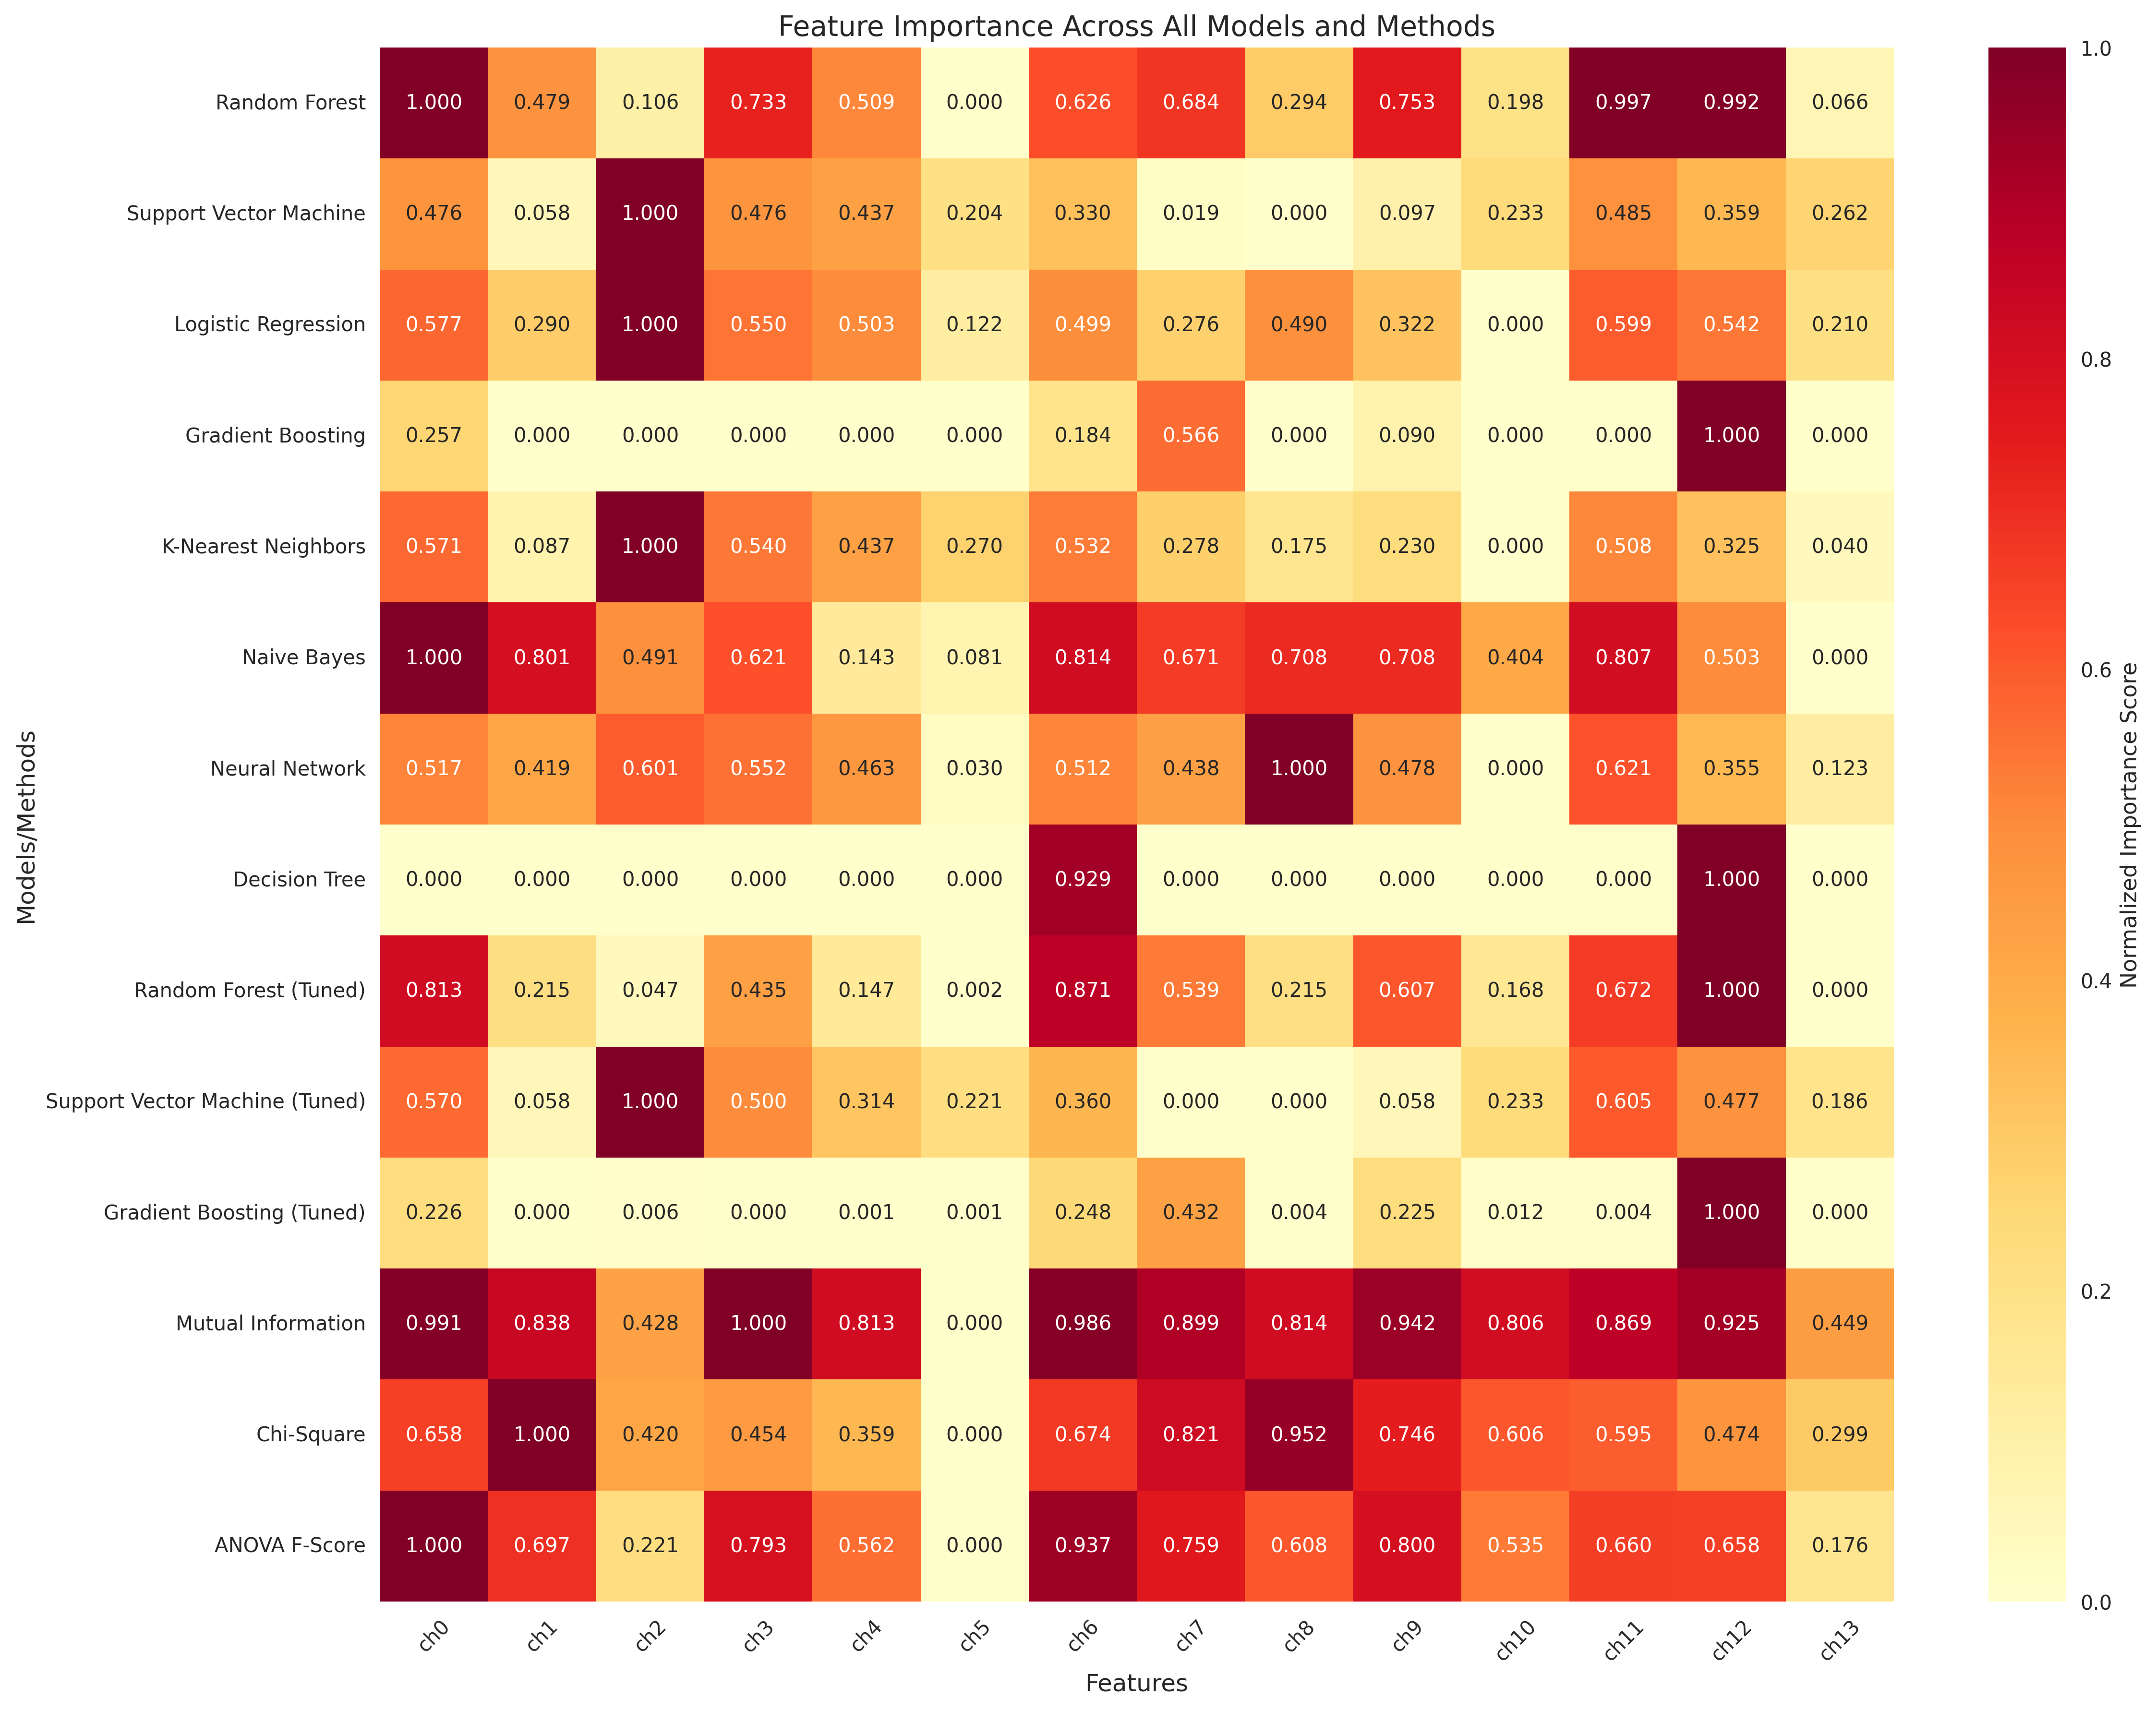 Feature Importance Across All Models and Methods
Random Forest 1.000 0.479 0.106 0.733 0.509 0.000 0.626 0.684 0.294 0.753 0.198 0.997 0.992 0.066
Support Vector Machine 0.476 0.058 1.000 0.476 0.437 0.204 0.330 0.019 0.000 0.097 0.233 0.485 0.359 0.262
Logistic Regression 0.577 0.290 1.000 0.550 0.503 0.122 0.499 0.276 0.490 0.322 0.000 0.599 0.542 0.210
Gradient Boosting 0.257 0.000 0.000 0.000 0.000 0.000 0.184 0.566 0.000 0.090 0.000 0.000 1.000 0.000
K-Nearest Neighbors 0.571 0.087 1.000 0.540 0.437 0.270 0.532 0.278 0.175 0.230 0.000 0.508 0.325 0.040
Naive Bayes 1.000 0.801 0.491 0.621 0.143 0.081 0.814 0.671 0.708 0.708 0.404 0.807 0.503 0.000
Neural Network 0.517 0.419 0.601 0.552 0.463 0.030 0.512 0.438 1.000 0.478 0.000 0.621 0.355 0.123
Decision Tree 0.000 0.000 0.000 0.000 0.000 0.000 0.929 0.000 0.000 0.000 0.000 0.000 1.000 0.000
Random Forest (Tuned) 0.813 0.215 0.047 0.435 0.147 0.002 0.871 0.539 0.215 0.607 0.168 0.672 1.000 0.000
Support Vector Machine (Tuned) 0.570 0.058 1.000 0.500 0.314 0.221 0.360 0.000 0.000 0.058 0.233 0.605 0.477 0.186
Gradient Boosting (Tuned) 0.226 0.000 0.006 0.000 0.001 0.001 0.248 0.432 0.004 0.225 0.012 0.004 1.000 0.000
Mutual Information 0.991 0.838 0.428 1.000 0.813 0.000 0.986 0.899 0.814 0.942 0.806 0.869 0.925 0.449
Chi-Square 0.658 1.000 0.420 0.454 0.359 0.000 0.674 0.821 0.952 0.746 0.606 0.595 0.474 0.299
ANOVA F-Score 1.000 0.697 0.221 0.793 0.562 0.000 0.937 0.759 0.608 0.800 0.535 0.660 0.658 0.176
ch0 ch1 ch2 ch3 ch4 ch5 ch6 ch7 ch8 ch9 ch10 ch11 ch12 ch13
Features
Models/Methods
1.0
0.8
0.6
0.4
0.2
0.0
Normalized Importance Score